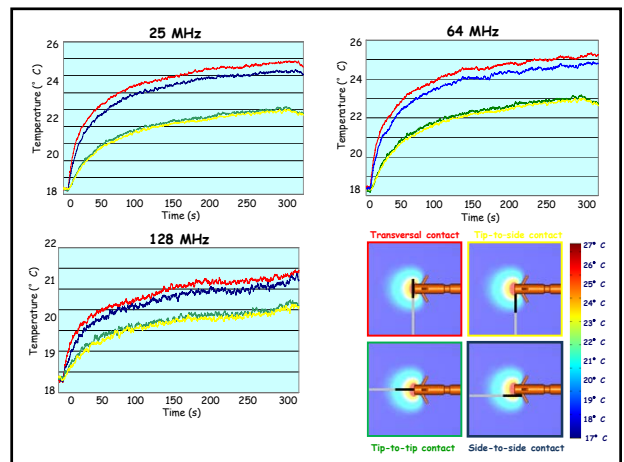 25 MHz
Temperature (° C)
26
24
22
20
18
0 50 100 150 200 250 300
Time (s)
64 MHz
Temperature (° C)
26
24
22
20
18
0 50 100 150 200 250 300
Time (s)
128 MHz
Temperature (° C)
22
21
20
19
18
0 50 100 150 200 250 300
Time (s)
Transversal contact
Tip-to-side contact
Tip-to-tip contact
Side-to-side contact
27° C
26° C
25° C
24° C
23° C
22° C
21° C
20° C
19° C
18° C
17° C